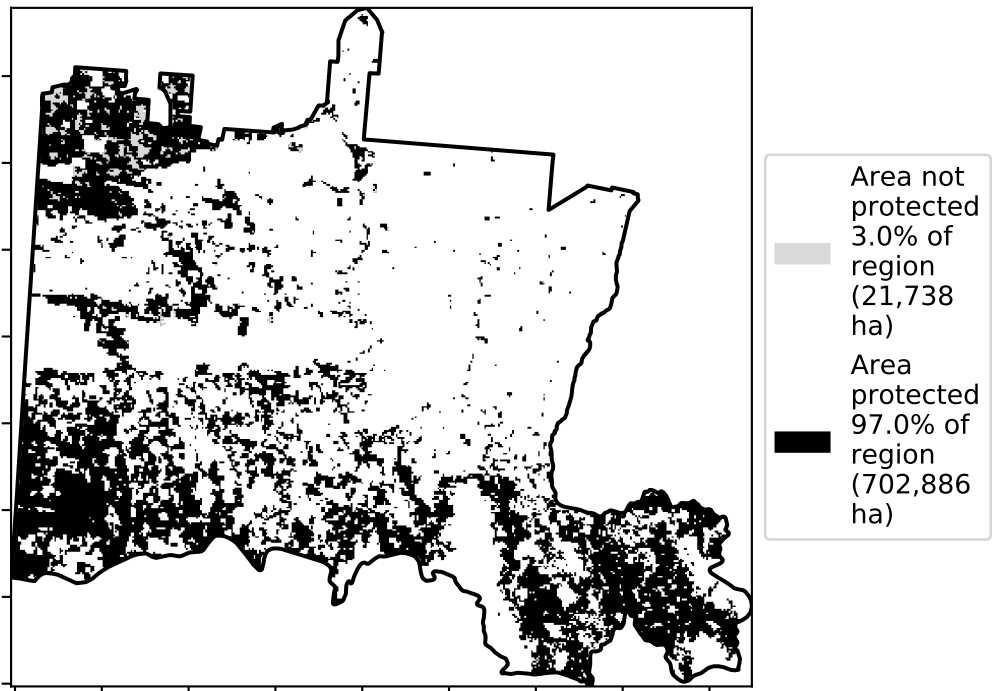 Area not
protected
3.0% of
region
(21,738
ha)
Area
protected
97.0% of
region
(702,886
ha)